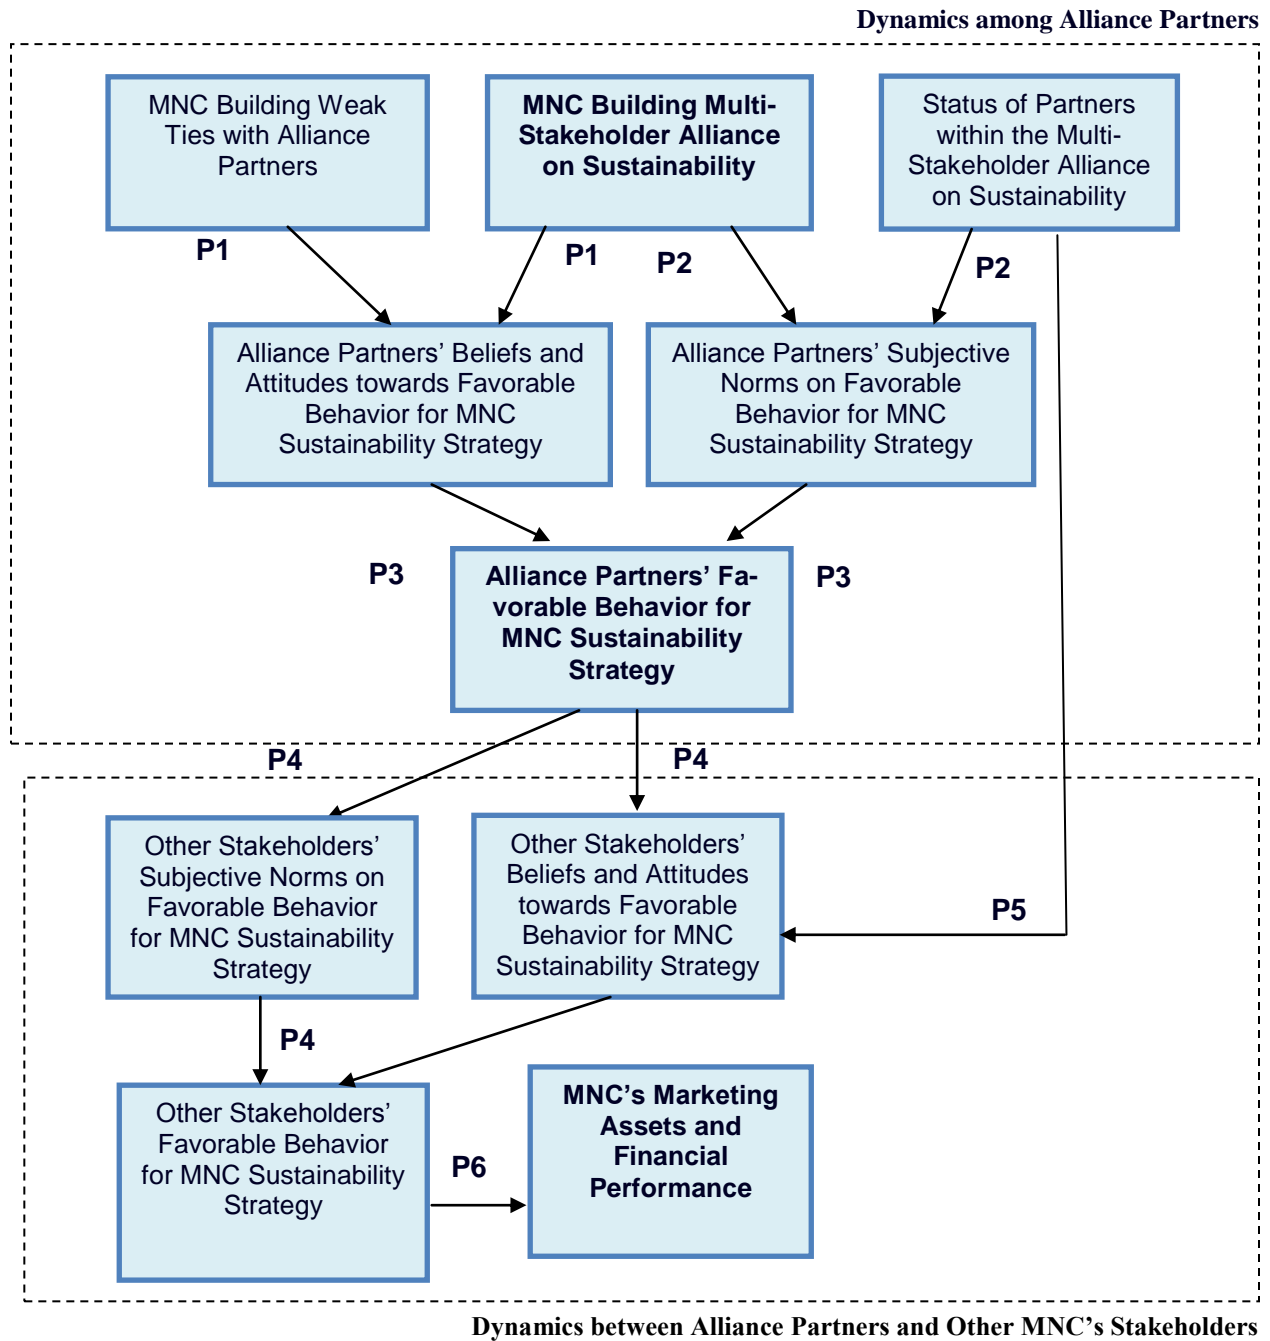 Dynamics among Alliance Partners
MNC Building Weak
Ties with Alliance
Partners
MNC Building Multi-
Stakeholder Alliance
on Sustainability
Status of Partners
within the Multi-
Stakeholder Alliance
on Sustainability
P1
P1
P2
P2
Alliance Partners’ Beliefs and
Attitudes towards Favorable
Behavior for MNC
Sustainability Strategy
Alliance Partners’ Subjective
Norms on Favorable
Behavior for MNC
Sustainability Strategy
P3
Alliance Partners’ Fa-
vorable Behavior for
MNC Sustainability
Strategy
P3
P4
P4
Other Stakeholders’
Subjective Norms on
Favorable Behavior
for MNC Sustainability
Strategy
Other Stakeholders’
Beliefs and Attitudes
towards Favorable
Behavior for MNC
Sustainability Strategy
P5
P4
Other Stakeholders’
Favorable Behavior
for MNC Sustainability
Strategy
P6
MNC’s Marketing
Assets and
Financial
Performance
Dynamics between Alliance Partners and Other MNC’s Stakeholders